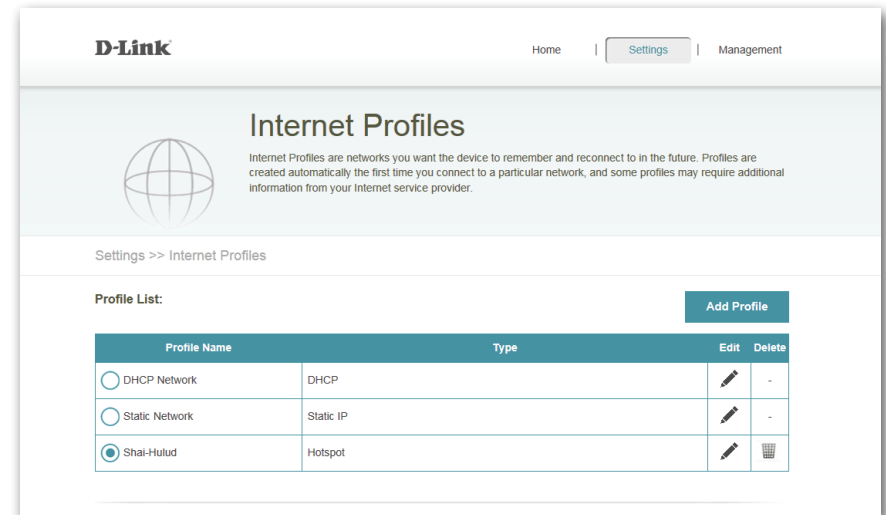 D-Link
Home | Settings | Management
Internet Profiles
Internet Profiles are networks you want the device to remember and reconnect to in the future. Profiles are
created automatically the first time you connect to a particular network, and some profiles may require additional
information from your Internet service provider.
Settings >> Internet Profiles
Profile List:
Add Profile
Profile Name Type Edit Delete
DHCP Network DHCP -
Static Network Static IP -
Shai-Hulud Hotspot